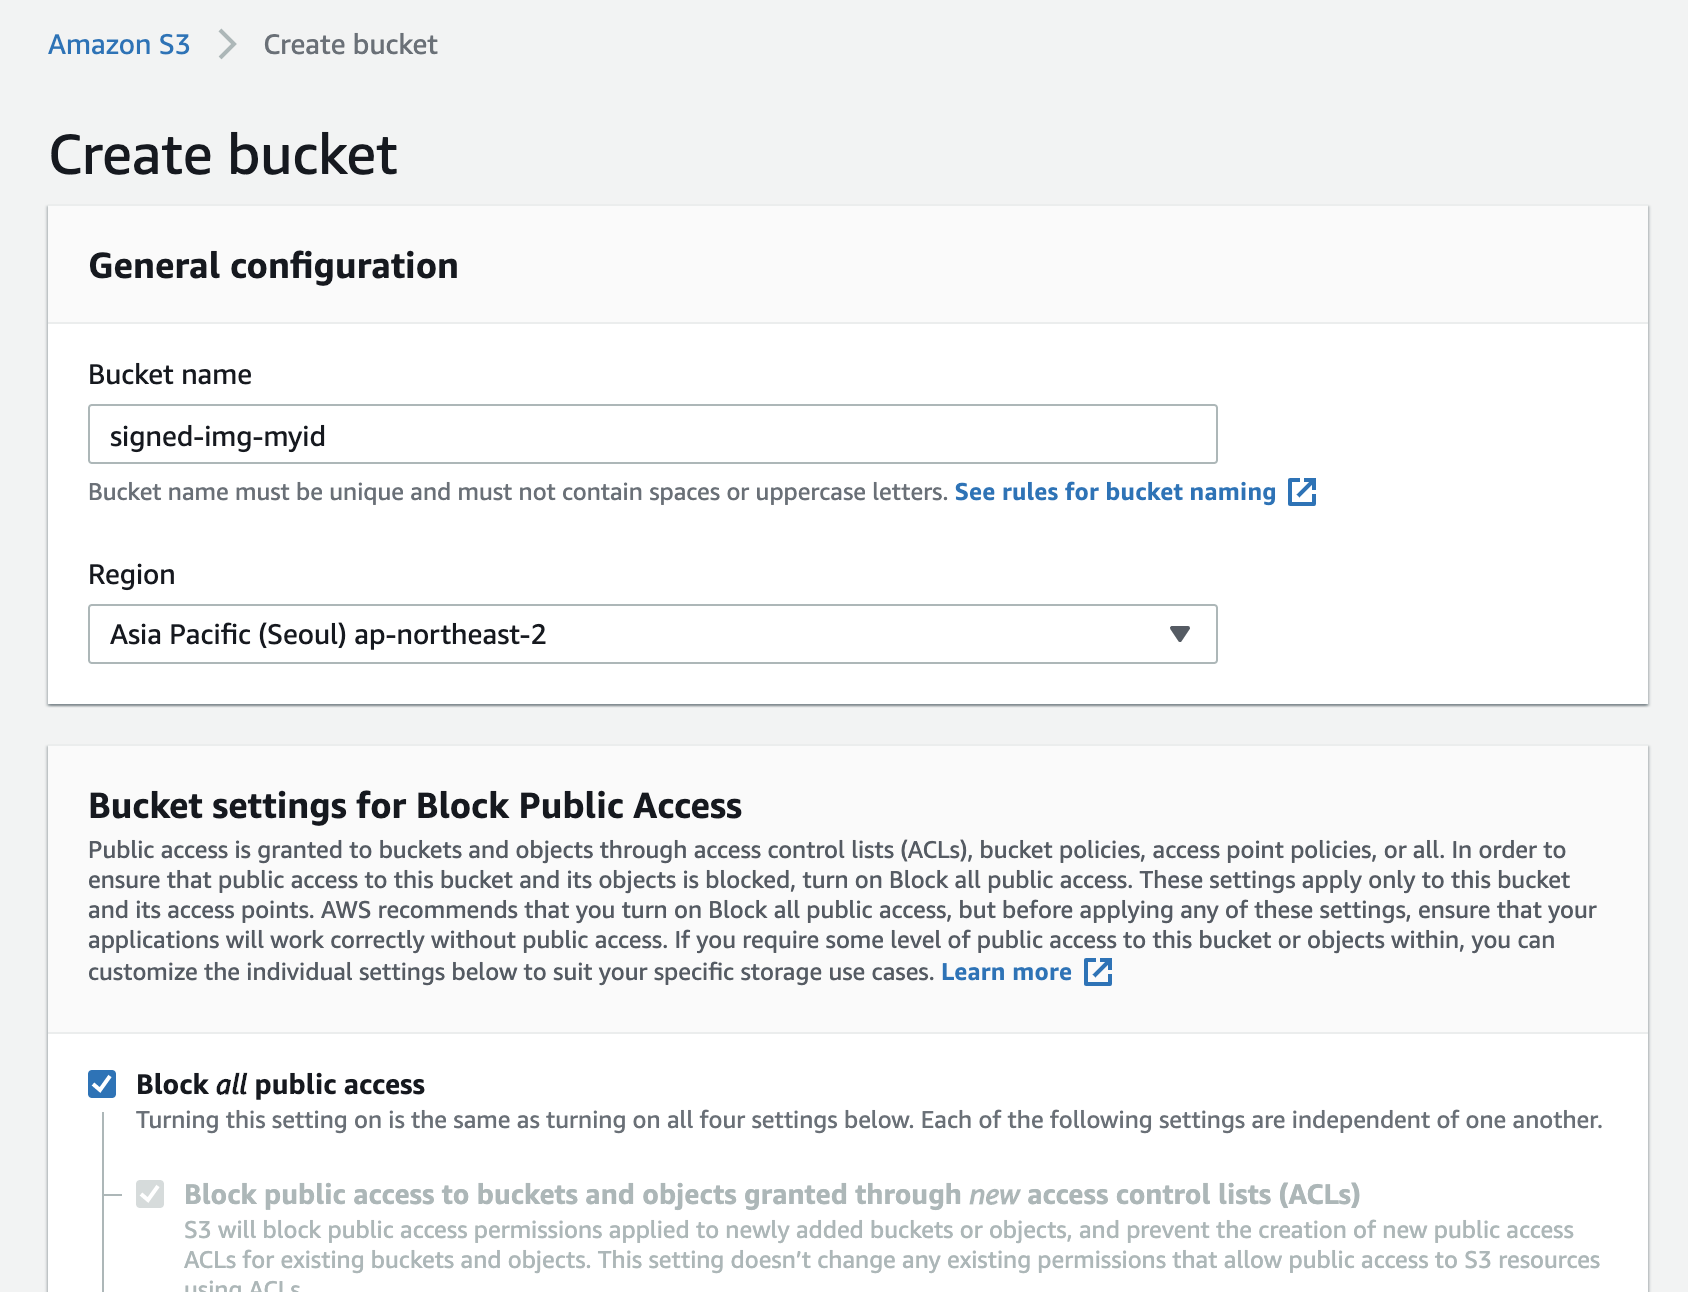 Amazon S3 > Create bucket
Create bucket
General configuration
Bucket name
signed-img-myid
Bucket name must be unique and must not contain spaces or uppercase letters. See rules for bucket naming
Region
Asia Pacific (Seoul) ap-northeast-2
Bucket settings for Block Public Access
Public access is granted to buckets and objects through access control lists (ACLs), bucket policies, access point policies, or all. In order to
ensure that public access to this bucket and its objects is blocked, turn on Block all public access. These settings apply only to this bucket
and its access points. AWS recommends that you turn on Block all public access, but before applying any of these settings, ensure that your
applications will work correctly without public access. If you require some level of public access to this bucket or objects within, you can
customize the individual settings below to suit your specific storage use cases. Learn more
Block all public access
Turning this setting on is the same as turning on all four settings below. Each of the following settings are independent of one another.
Block public access to buckets and objects granted through new access control lists (ACLs)
S3 will block public access permissions applied to newly added buckets or objects, and prevent the creation of new public access
ACLs for existing buckets and objects. This setting doesn't change any existing permissions that allow public access to S3 resources
using ACLs.